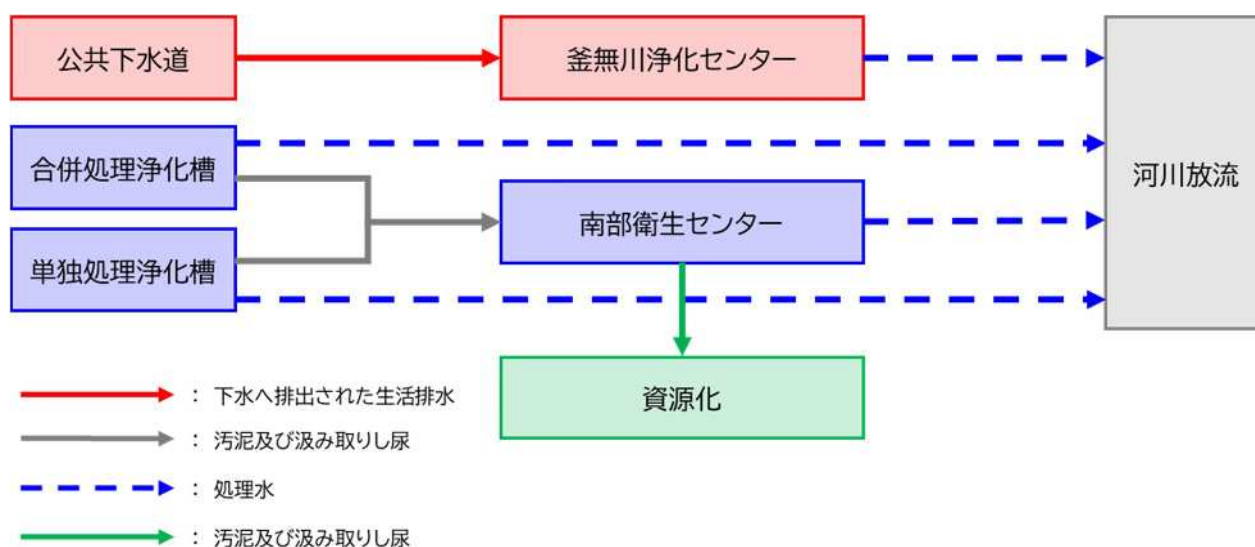 公共下水道
釜無川浄化センター
合併処理浄化槽
河川放流
南部衛生センター
単独処理浄化槽
資源化
： 下水へ排出された生活排水
： 汚泥及び汲み取りし尿
： 処理水
： 汚泥及び汲み取りし尿